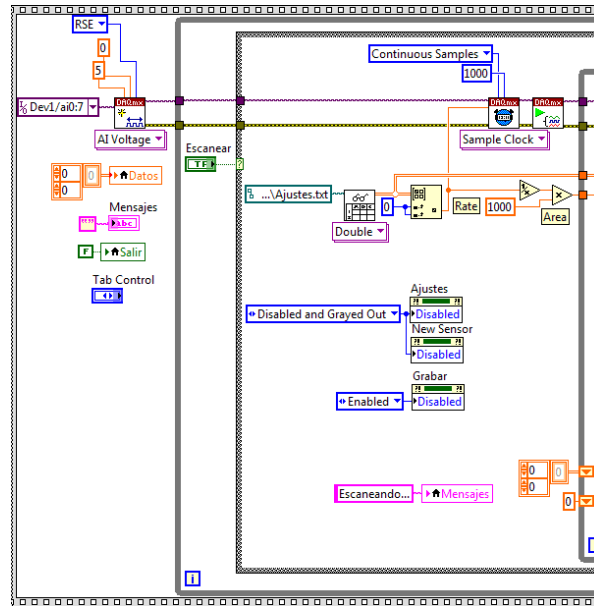 RSE
0
5
DAQmx
I/O Dev1/ai0:7
AI Voltage
Continuous Samples
1000
DAQmx
DAQmx
Sample Clock
Escanear
TF
?
0
0
0
Datos
...\Ajustes.txt
0
Double
Rate
1000
1/x
x
Area
Mensajes
abc
F
Salir
Tab Control
Ajustes
Disabled and Grayed Out
Disabled
New Sensor
Disabled
Grabar
Enabled
Disabled
Escaneando...
Mensajes
0
0
0
0
i